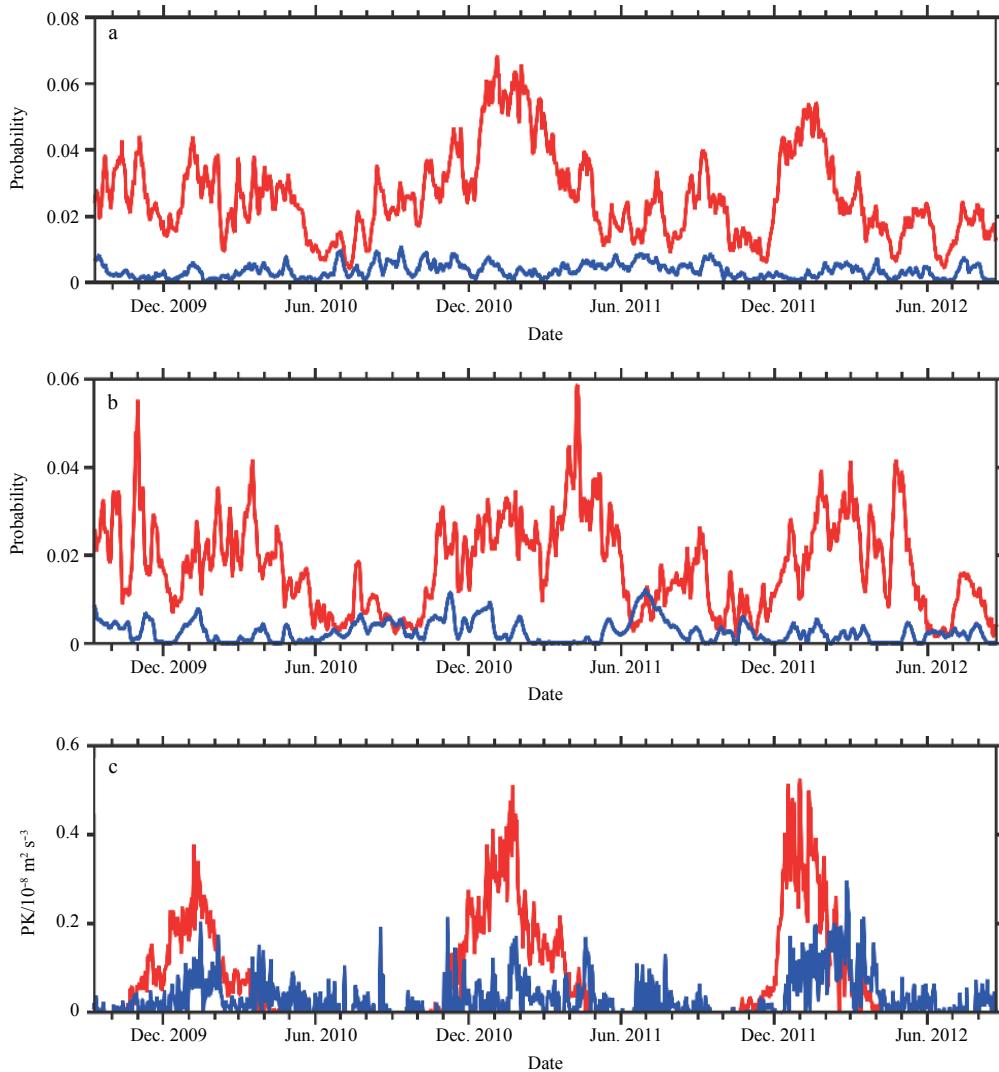 a
0.08
0.06
0.04
0.02
0
Probability
Dec. 2009 Jun. 2010 Dec. 2010 Jun. 2011 Dec. 2011 Jun. 2012
Date
b
0.06
0.04
0.02
0
Probability
Dec. 2009 Jun. 2010 Dec. 2010 Jun. 2011 Dec. 2011 Jun. 2012
Date
c
0.6
0.4
0.2
0
PK/10⁻⁸ m² s⁻³
Dec. 2009 Jun. 2010 Dec. 2010 Jun. 2011 Dec. 2011 Jun. 2012
Date